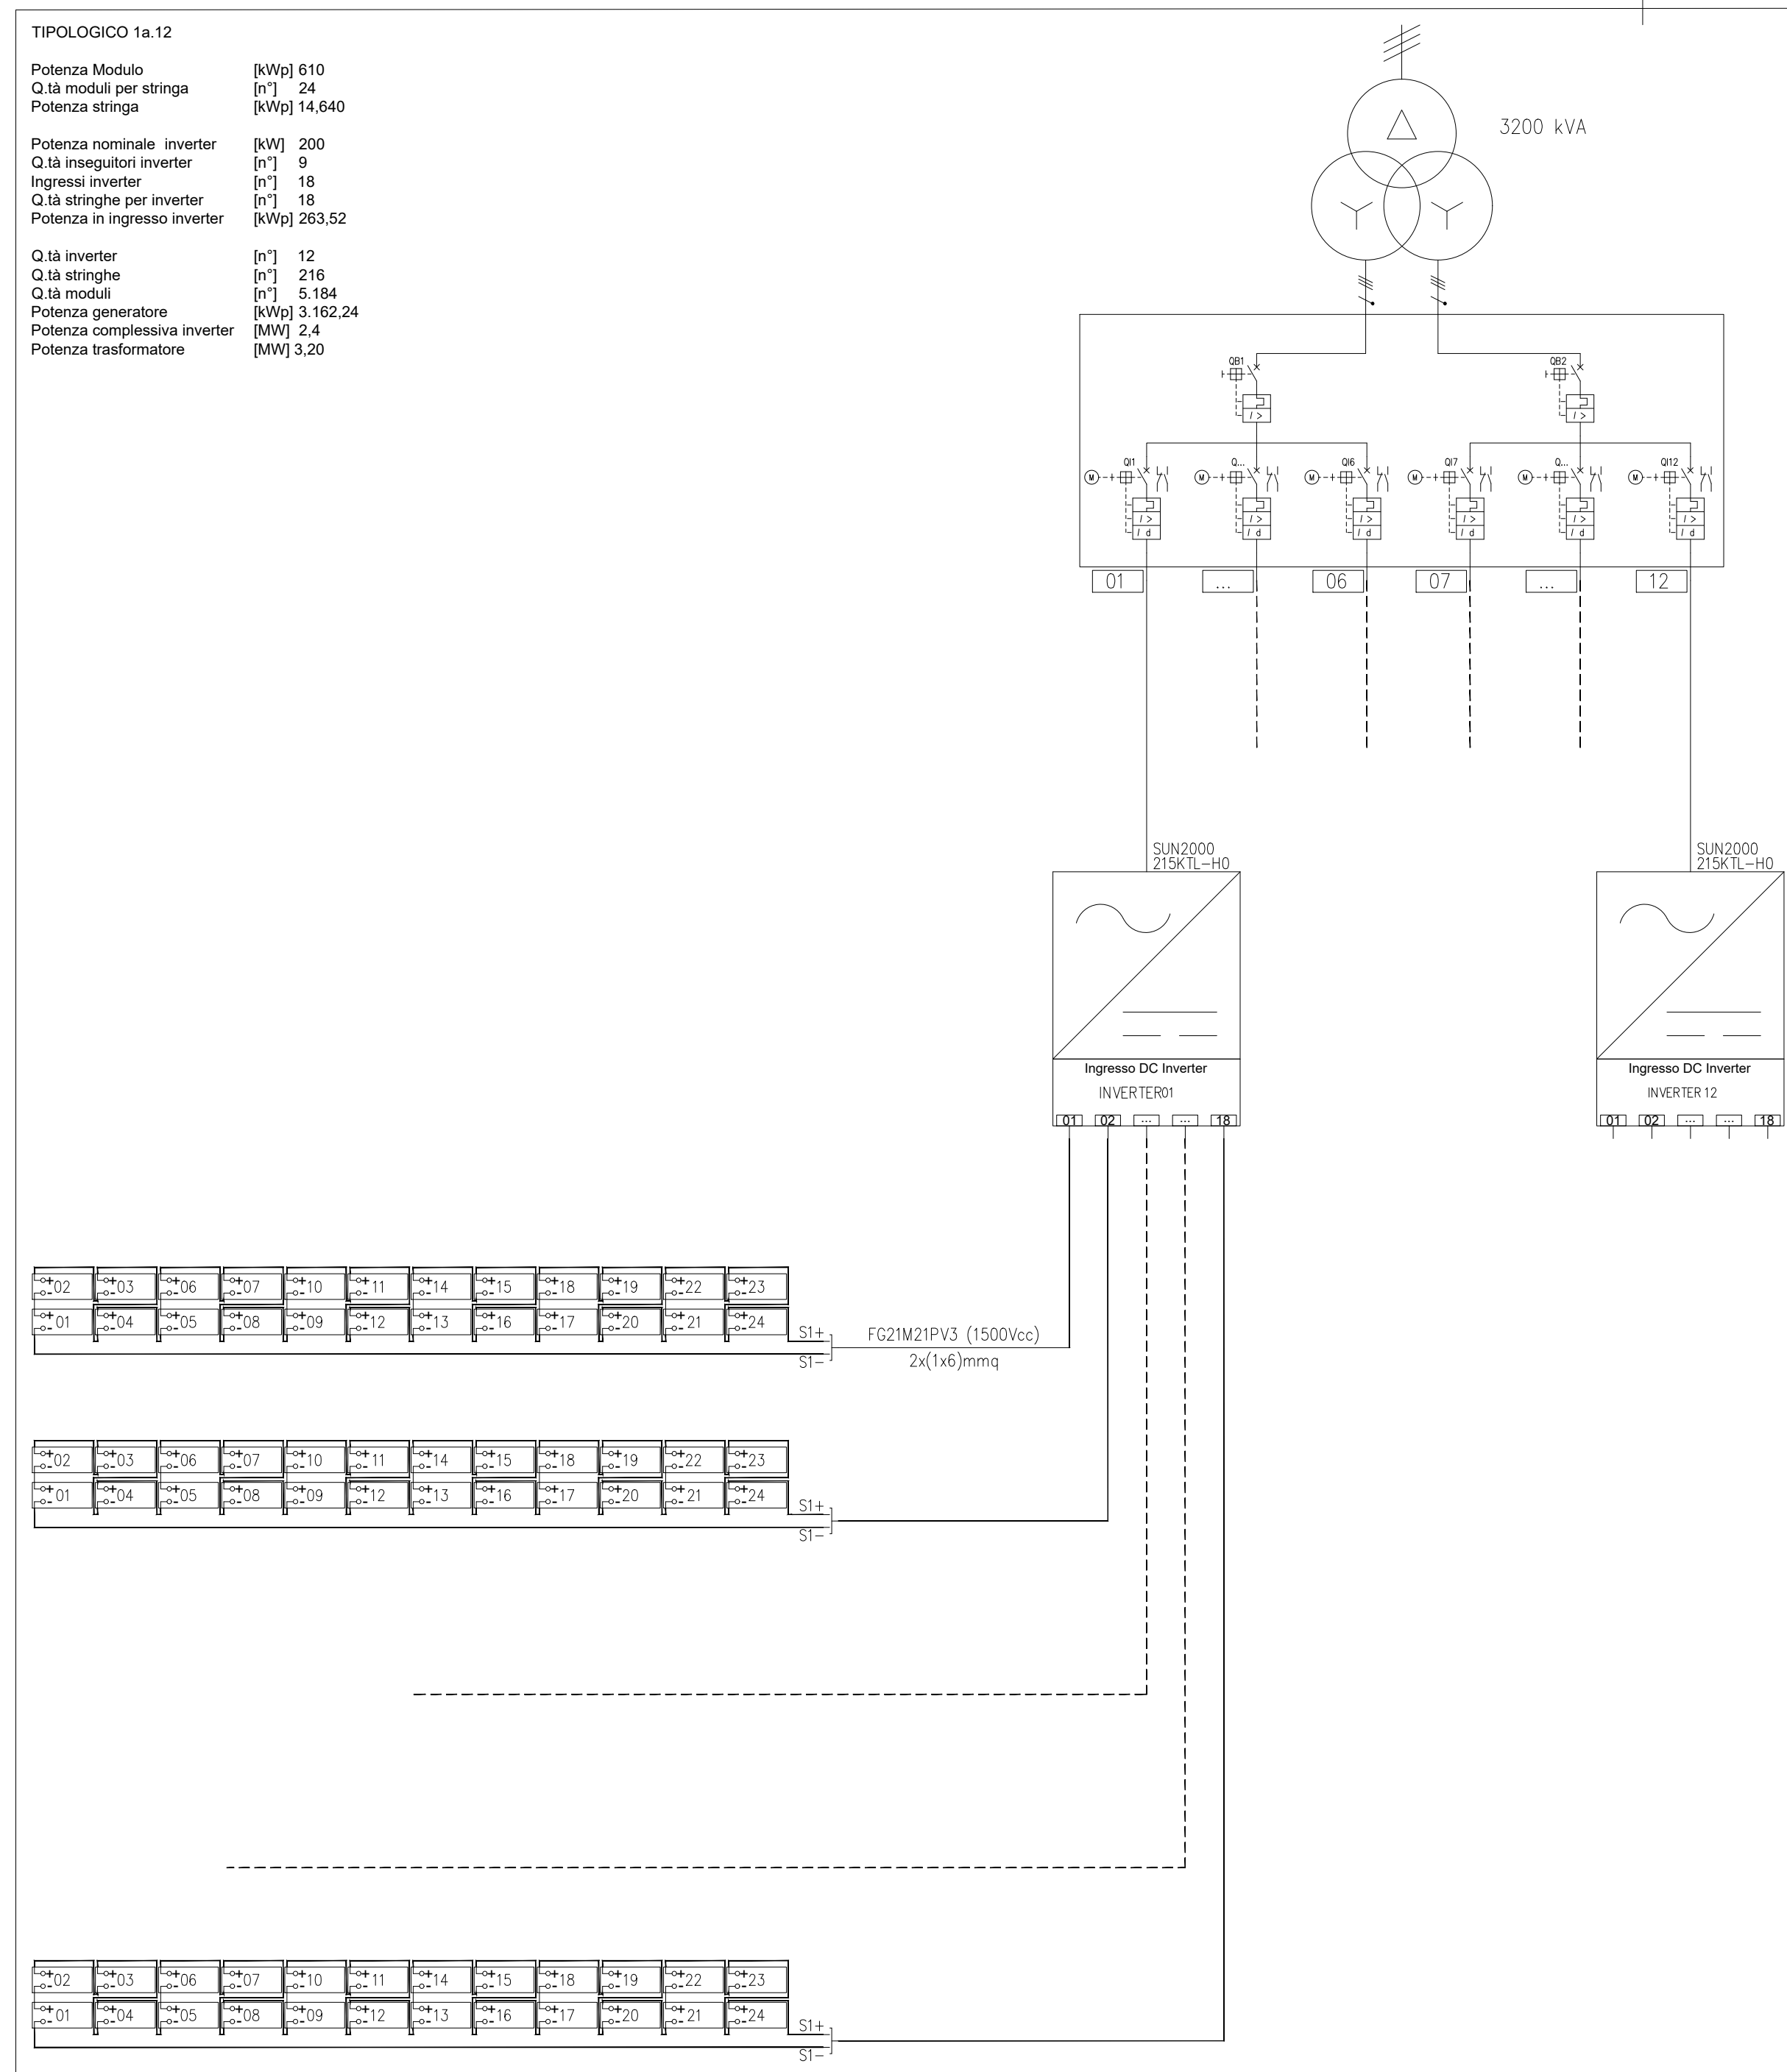 TIPOLOGICO 1a.12
Potenza Modulo [kWp] 610
Q.tà moduli per stringa [n°] 24
Potenza stringa [kWp] 14,640
Potenza nominale inverter [kW] 200
Q.tà inseguitori inverter [n°] 9
Ingressi inverter [n°] 18
Q.tà stringhe per inverter [n°] 18
Potenza in ingresso inverter [kWp] 263,52
Q.tà inverter [n°] 12
Q.tà stringhe [n°] 216
Q.tà moduli [n°] 5.184
Potenza generatore [kWp] 3.162,24
Potenza complessiva inverter [MW] 2,4
Potenza trasformatore [MW] 3,20
3200 kVA
QB1 QB2
I > I >
QI1 Q... QI6 QI7 Q... QI12
M M M M M M
I > I > I > I > I > I >
I d I d I d I d I d I d
01 ... 06 07 ... 12
SUN2000 SUN2000
215KTL-H0 215KTL-H0
Ingresso DC Inverter Ingresso DC Inverter
INVERTER01 INVERTER 12
01 02 ... ... 18 01 02 ... ... 18
+02 +03 +06 +07 +10 +11 +14 +15 +18 +19 +22 +23
+01 +04 +05 +08 +09 +12 +13 +16 +17 +20 +21 +24
S1+ FG21M21PV3 (1500Vcc)
S1- 2x(1x6)mmq
+02 +03 +06 +07 +10 +11 +14 +15 +18 +19 +22 +23
+01 +04 +05 +08 +09 +12 +13 +16 +17 +20 +21 +24
S1+
S1-
+02 +03 +06 +07 +10 +11 +14 +15 +18 +19 +22 +23
+01 +04 +05 +08 +09 +12 +13 +16 +17 +20 +21 +24
S1+
S1-